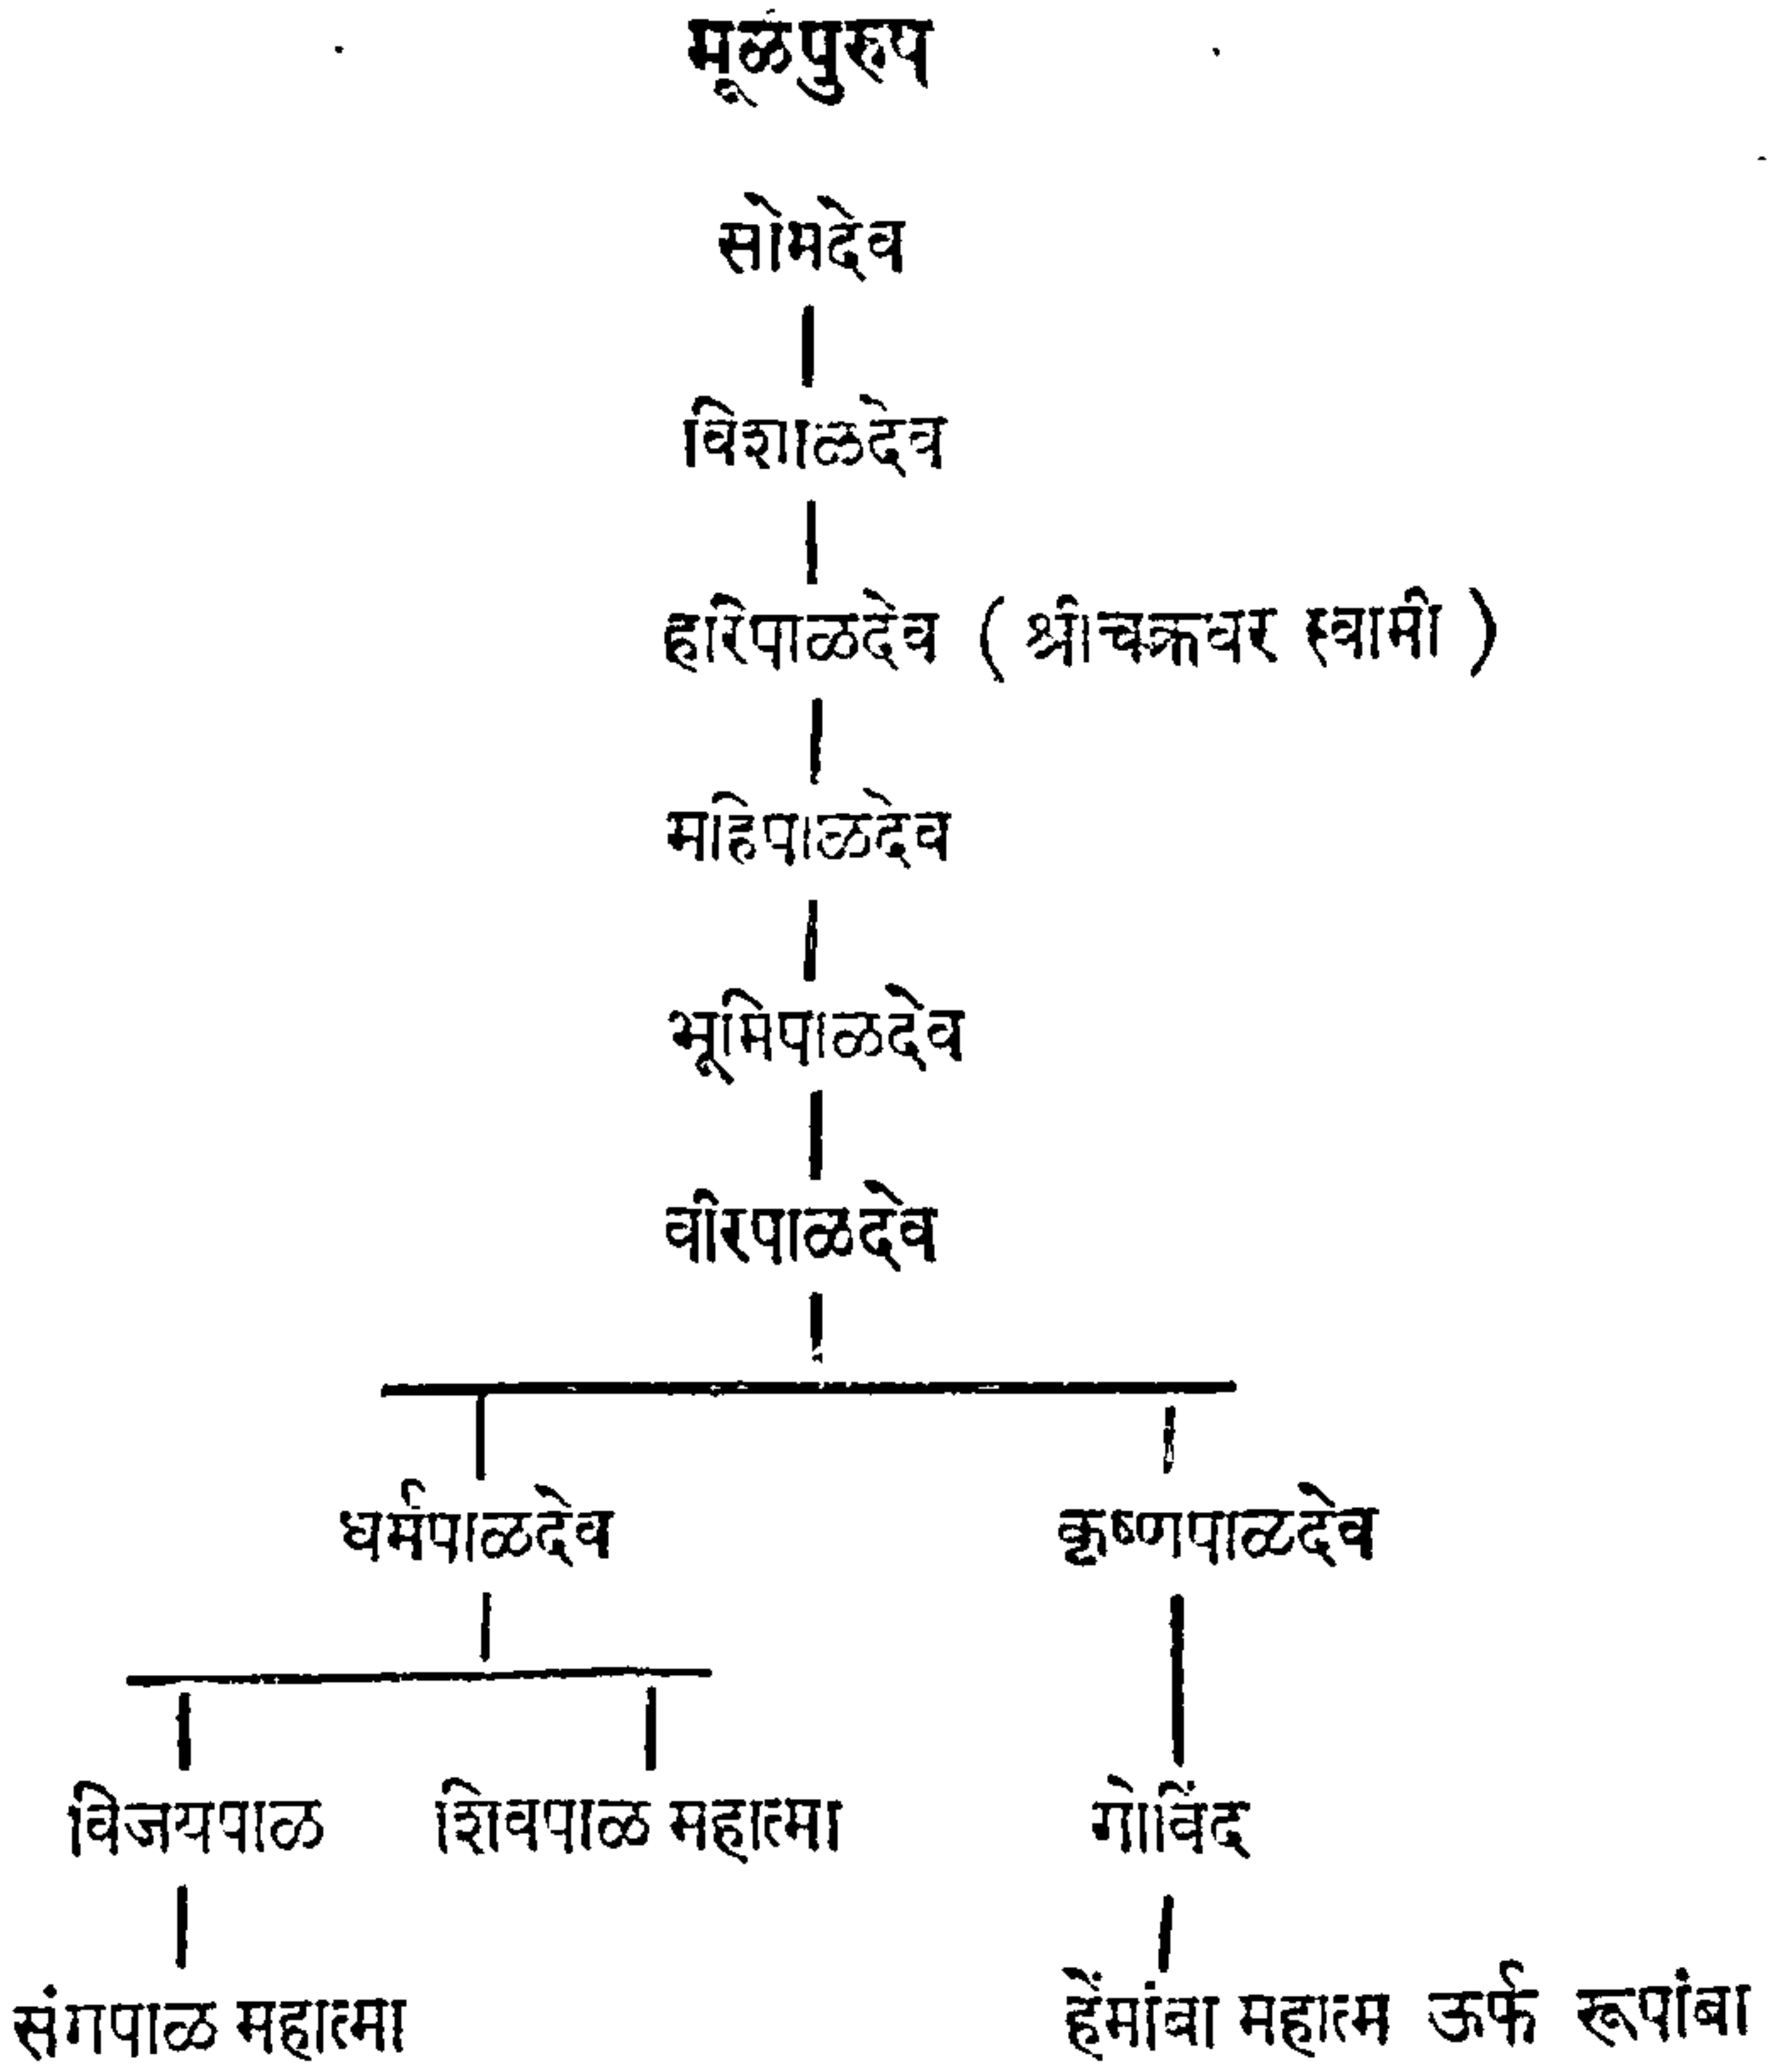 मूळपुरुष
सोमदेव
विशाळदेव
हरिपाळदेव ( श्रीचक्रधर स्वामी )
महिपाळदेव
भूमिपाळदेव
वीरपाळदेव
धर्मपाळदेव कृष्णपाळदेव
विजयपाळ शिवपाळ महात्मा गोविंद
संगपाळ महात्मा हेंमांबा महात्म ऊर्फ रूपांबा